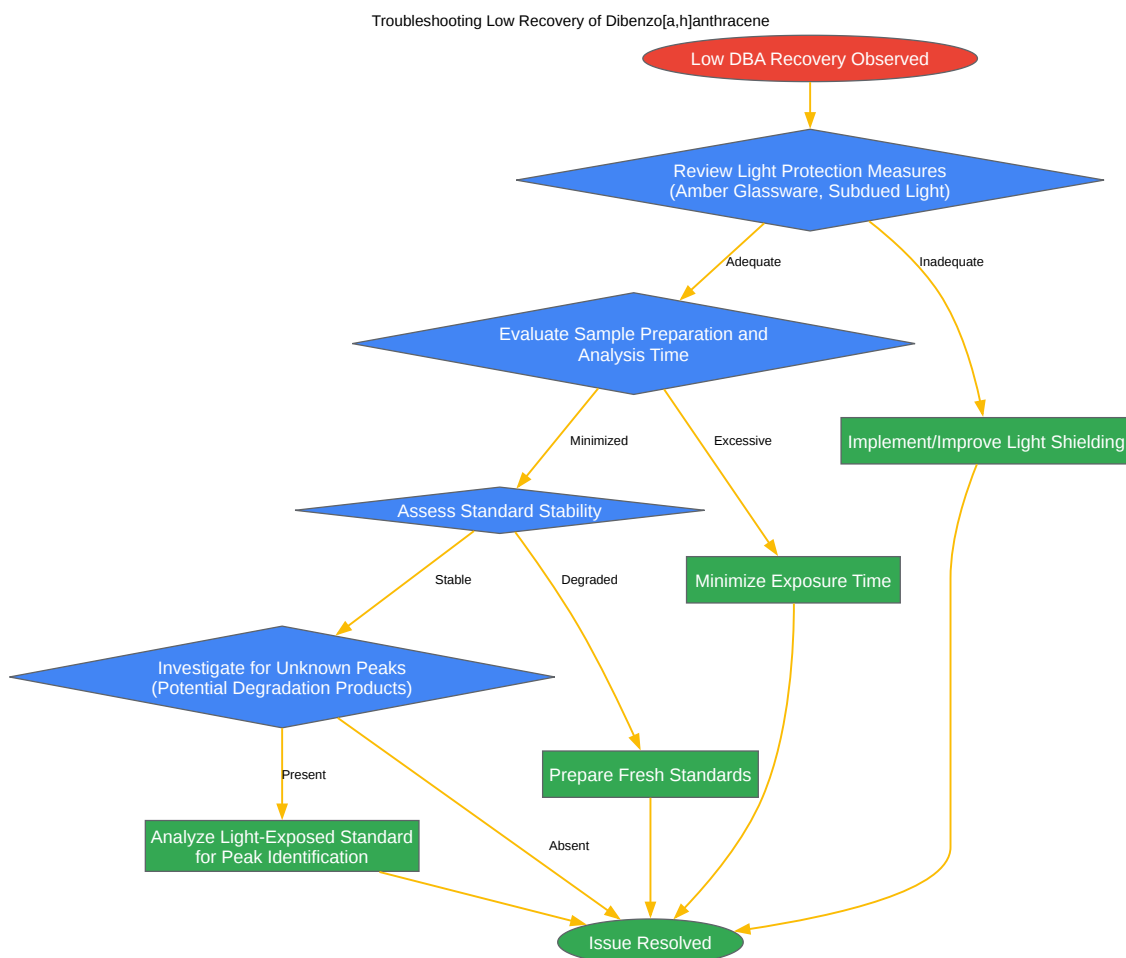 Troubleshooting Low Recovery of Dibenzo[a,h]anthracene
Low DBA Recovery Observed
Review Light Protection Measures
(Amber Glassware, Subdued Light)
Adequate
Inadequate
Evaluate Sample Preparation and
Analysis Time
Minimized
Excessive
Implement/Improve Light Shielding
Assess Standard Stability
Stable
Degraded
Minimize Exposure Time
Investigate for Unknown Peaks
(Potential Degradation Products)
Present
Prepare Fresh Standards
Analyze Light-Exposed Standard
for Peak Identification
Absent
Issue Resolved